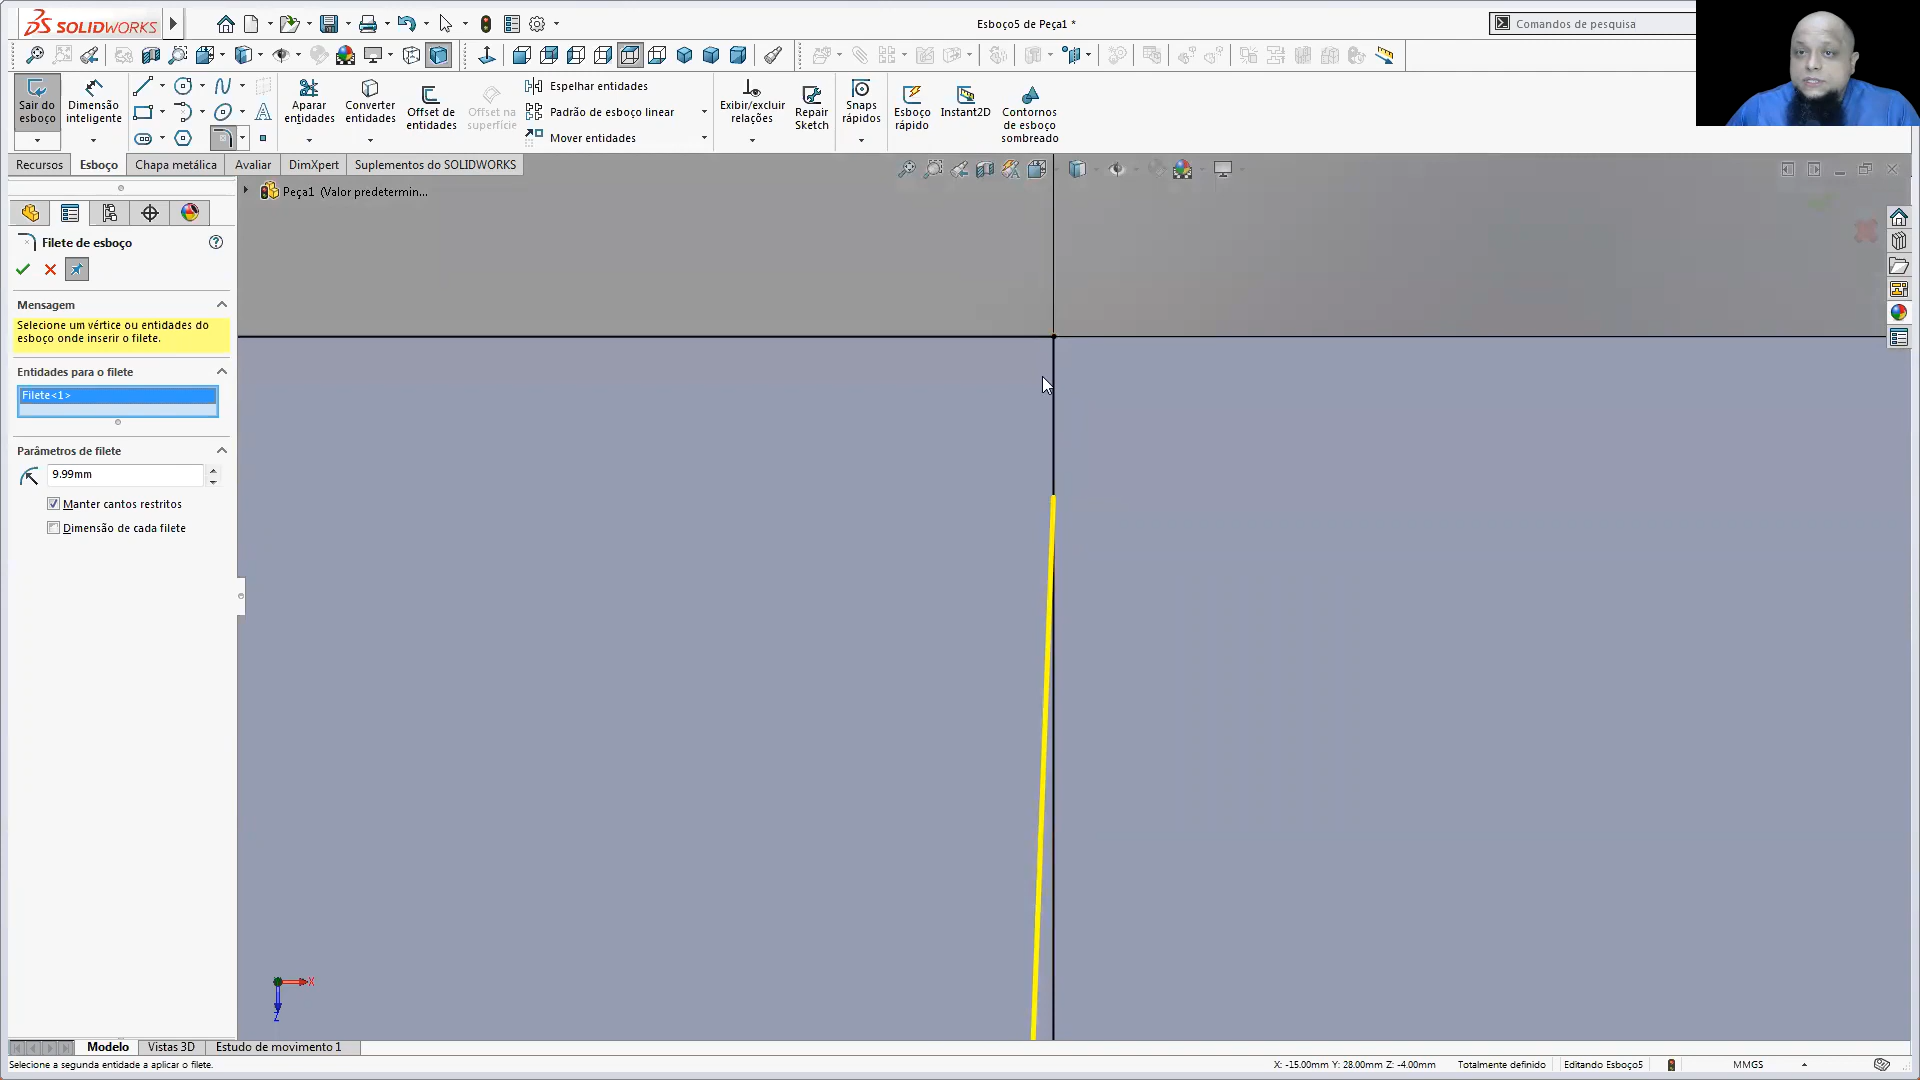 SOLIDWORKS
Esboço5 de Peça1 *
Comandos de pesquisa
Sair do esboço
Dimensão inteligente
Aparar entidades
Converter entidades
Offset de entidades
Offset na superfície
Espelhar entidades
Padrão de esboço linear
Mover entidades
Exibir/excluir relações
Repair Sketch
Snaps rápidos
Esboço rápido
Instant2D
Contornos de esboço sombreado
Recursos
Esboço
Chapa metálica
Avaliar
DimXpert
Suplementos do SOLIDWORKS
Peça1 (Valor predetermin...
Filete de esboço
Mensagem
Selecione um vértice ou entidades do
esboço onde inserir o filete.
Entidades para o filete
Filete<1>
Parâmetros de filete
9.99mm
Manter cantos restritos
Dimensão de cada filete
X
Z
Modelo
Vistas 3D
Estudo de movimento 1
Selecione a segunda entidade a aplicar o filete.
X: -15.00mm Y: 28.00mm Z: -4.00mm
Totalmente definido
Editando Esboço5
MMGS